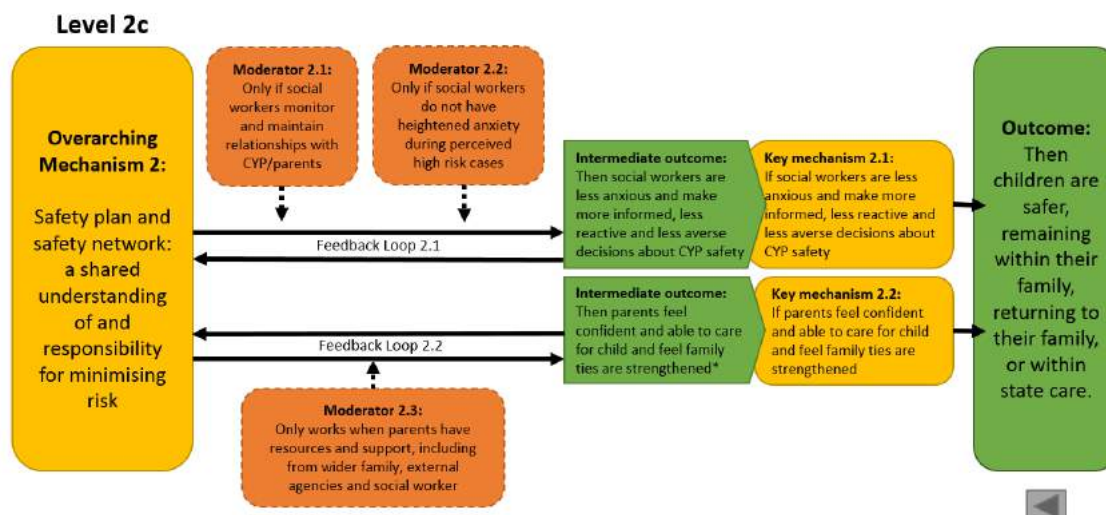 Level 2c
Overarching
Mechanism 2:
Safety plan and
safety network:
a shared
understanding
of and
responsibility
for minimising
risk
Moderator 2.1:
Only if social
workers monitor
and maintain
relationships with
CYP/parents
Moderator 2.2:
Only if social workers
do not have
heightened anxiety
during perceived
high risk cases
Feedback Loop 2.1
Intermediate outcome:
Then social workers are
less anxious and make
more informed, less
reactive and less averse
decisions about CYP safety
Key mechanism 2.1:
If social workers are less
anxious and make more
informed, less reactive and
less averse decisions about
CYP safety
Feedback Loop 2.2
Intermediate outcome:
Then parents feel
confident and able to care
for child and feel family
ties are strengthened*
Key mechanism 2.2:
If parents feel confident
and able to care for child
and feel family ties are
strengthened
Moderator 2.3:
Only works when parents have
resources and support, including
from wider family, external
agencies and social worker
Outcome:
Then
children are
safer,
remaining
within their
family,
returning to
their family,
or within
state care.